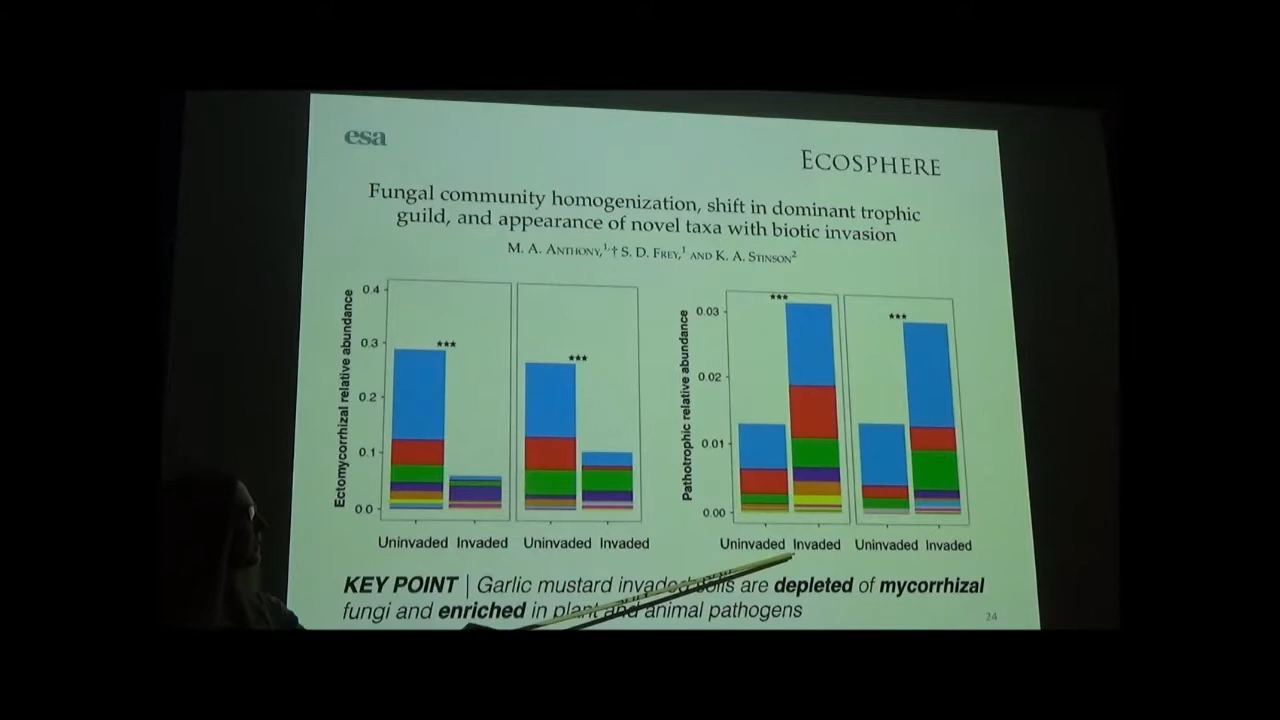 esa
ECOSPHERE
Fungal community homogenization, shift in dominant trophic
guild, and appearance of novel taxa with biotic invasion
M. A. ANTHONY,1,† S. D. FREY,1 AND K. A. STINSON2
Ectomycorrhizal relative abundance
0.4
0.3
0.2
0.1
0.0
***
***
Uninvaded Invaded
Uninvaded Invaded
Pathotrophic relative abundance
0.03
0.02
0.01
0.00
***
***
Uninvaded Invaded
Uninvaded Invaded
KEY POINT | Garlic mustard invaded soils are depleted of mycorrhizal
fungi and enriched in plant and animal pathogens
24